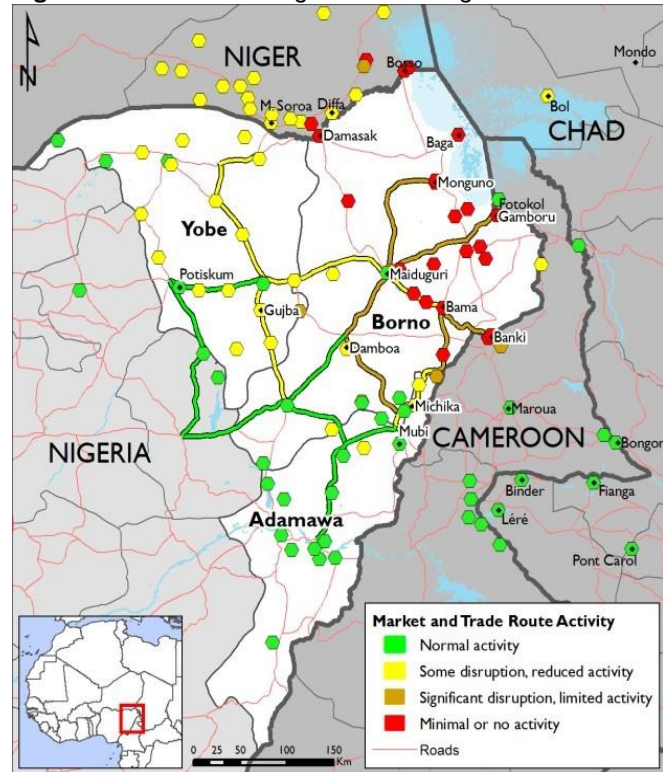 N
NIGER
Mondo
Bosso
M. Soroa
Diffa
Bol
CHAD
Damasak
Baga
Monguno
Fotokol
Gamboru
Yobe
Potiskum
Maiduguri
Gujba
Bama
Borno
Damboa
Banki
Michika
Maroua
Mubi
CAMEROON
Bongor
NIGERIA
Binder
Fianga
Adamawa
Léré
Pont Carol
Market and Trade Route Activity
Normal activity
Some disruption, reduced activity
Significant disruption, limited activity
Minimal or no activity
Roads
0 25 50 100 150
Km